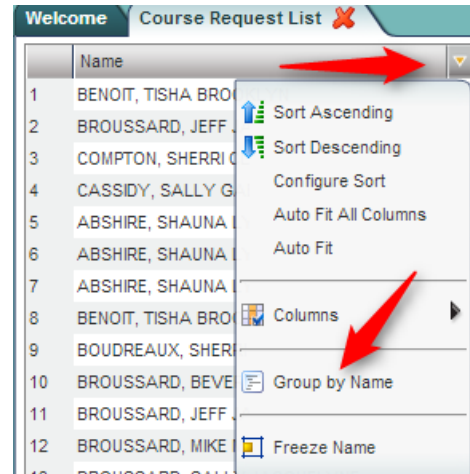 Welcome Course Request List
Name
1 BENOIT, TISHA
Sort Ascending
2 BROUSSARD, JEFF
Sort Descending
3 COMPTON, SHERRI
Configure Sort
4 CASSIDY, SALLY
Auto Fit All Columns
5 ABSHIRE, SHAUNA
Auto Fit
6 ABSHIRE, SHAUNA
7 ABSHIRE, SHAUNA
8 BENOIT, TISHA
Columns
9 BOUDREAUX,
10 BROUSSARD,
Group by Name
11 BROUSSARD, JEFF
12 BROUSSARD, MIKE
Freeze Name